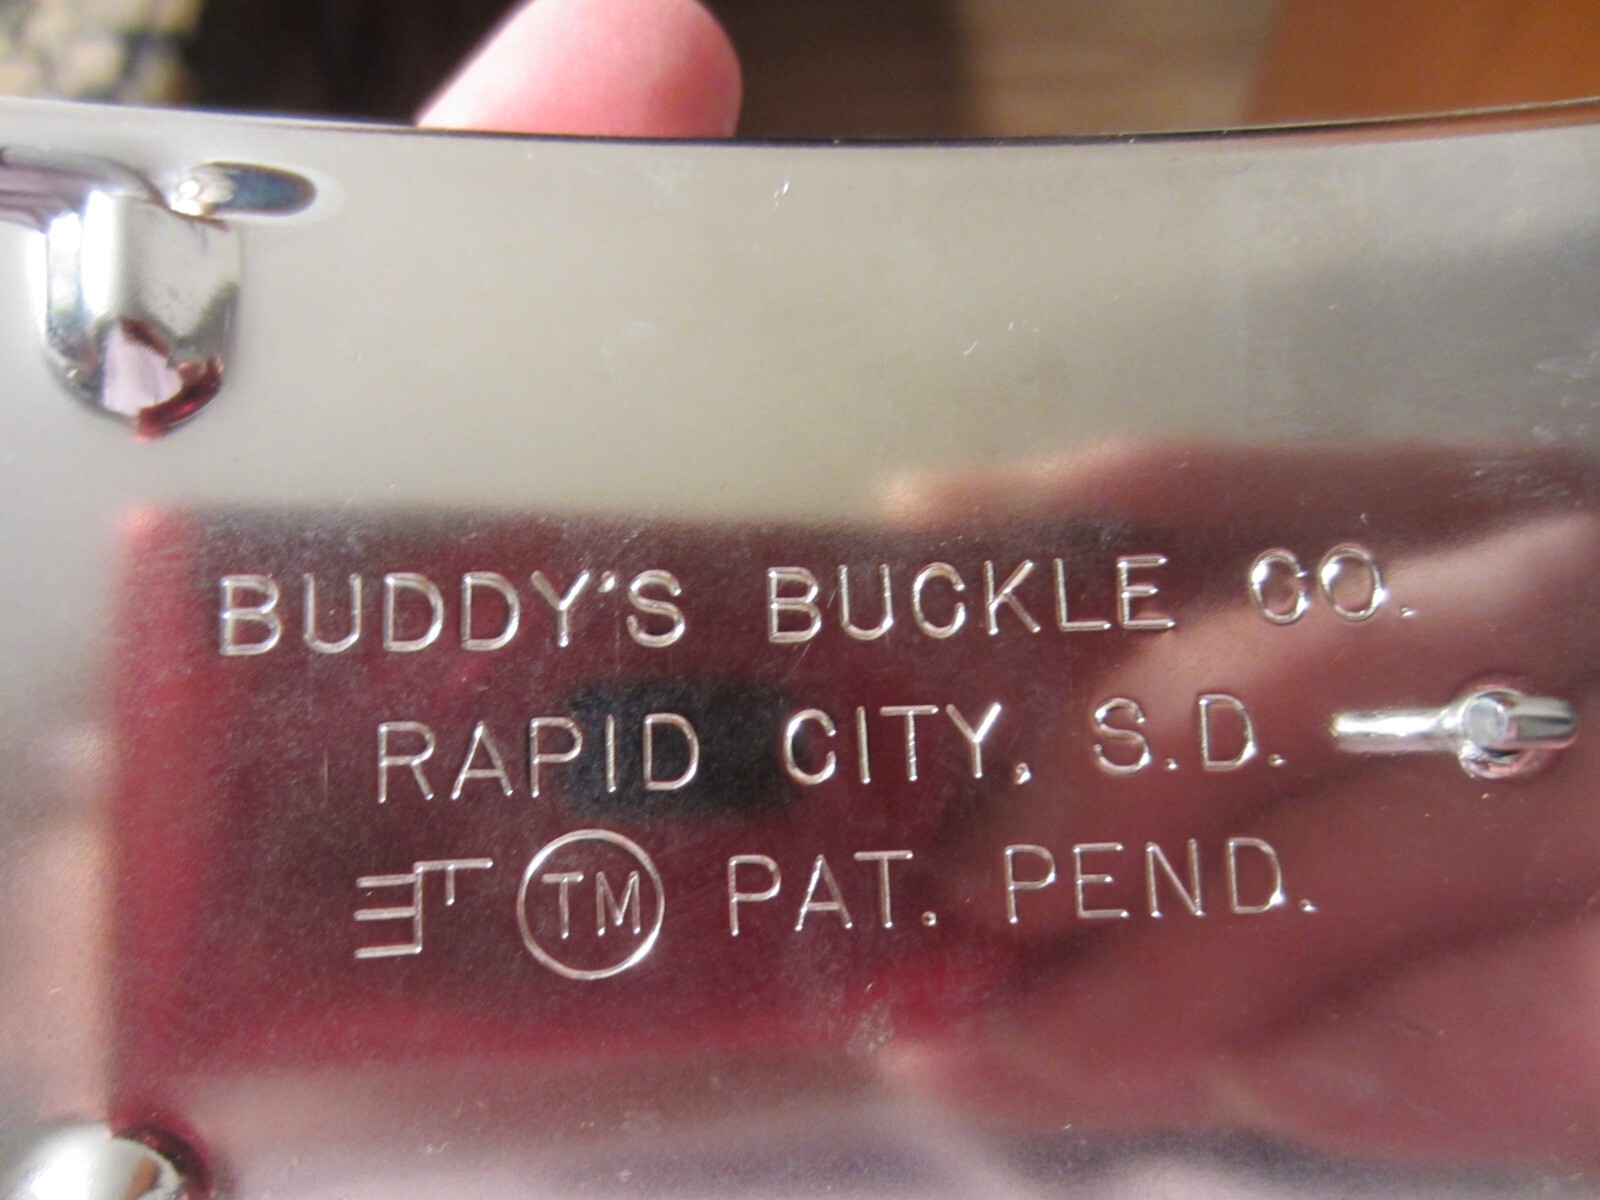 BUDDY'S BUCKLE CO.
RAPID CITY, S.D.
TM PAT. PEND.